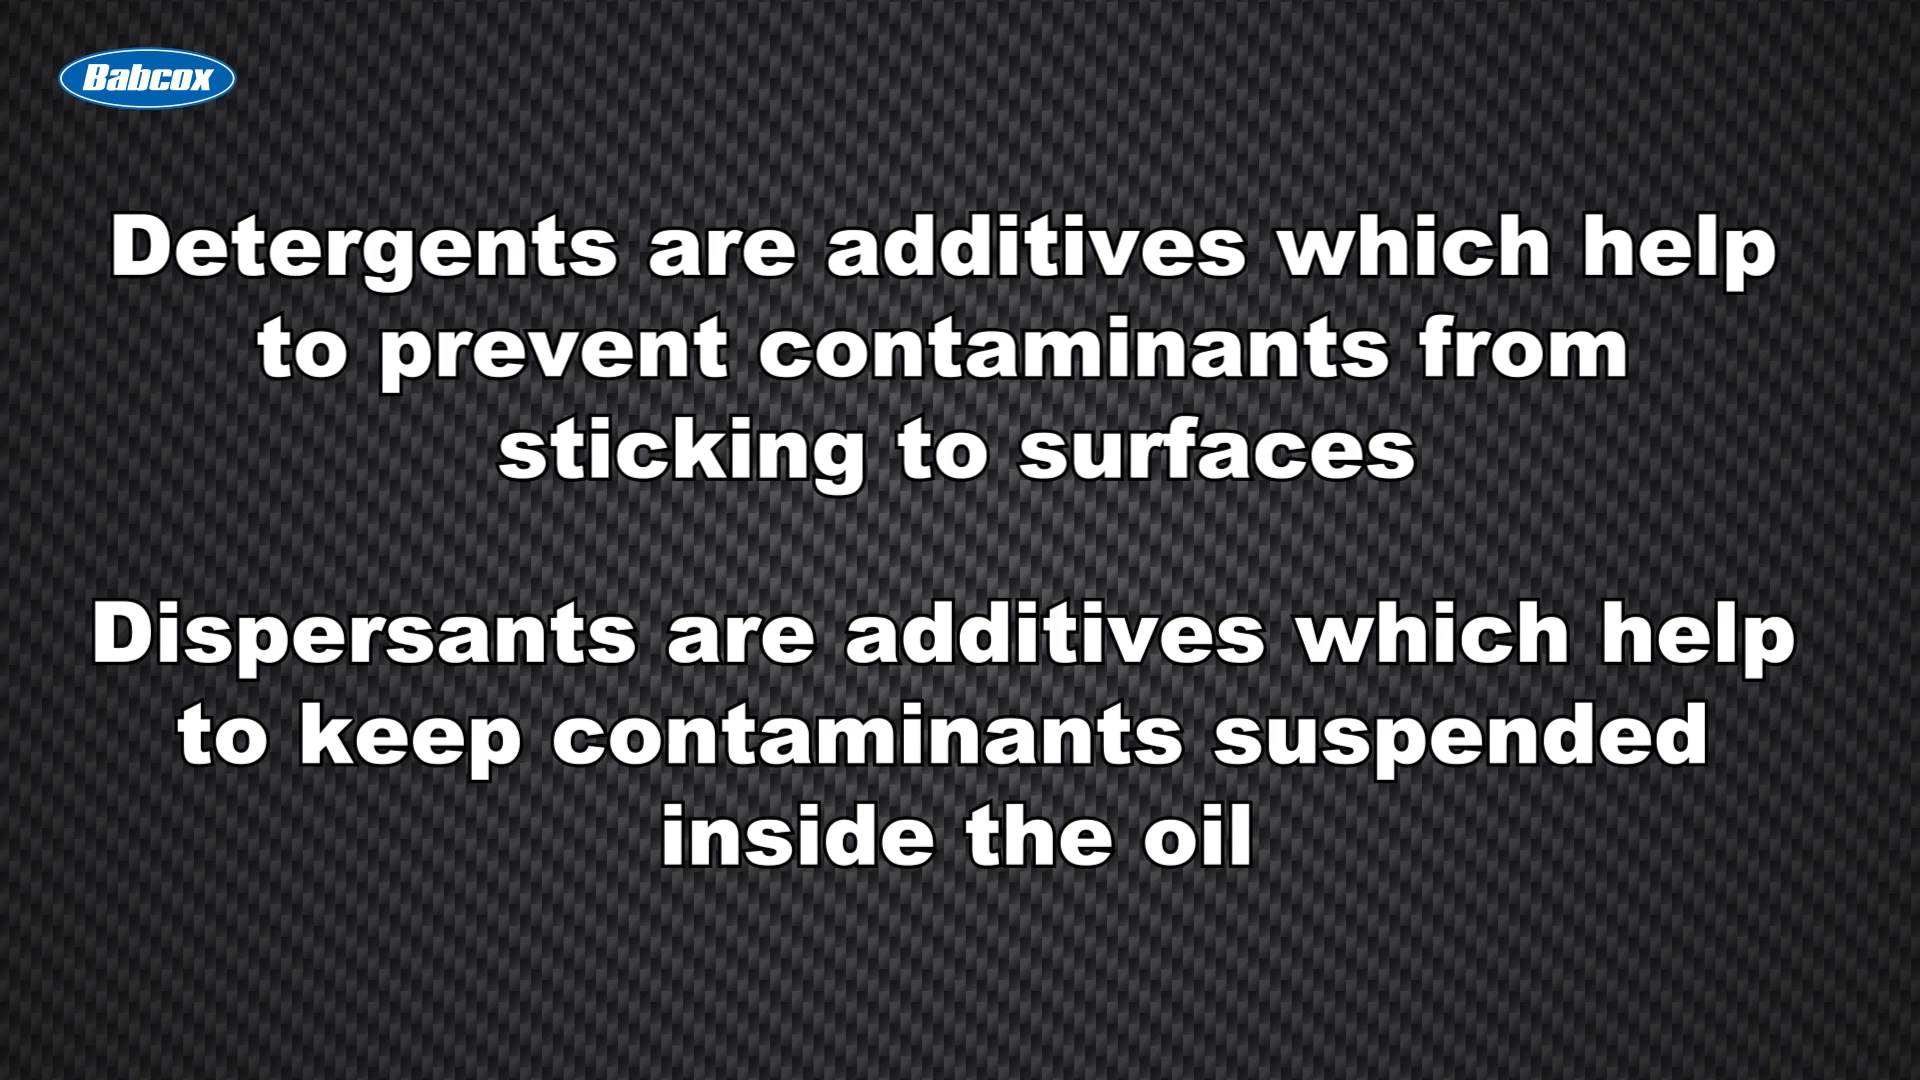 Babcox
Detergents are additives which help
to prevent contaminants from
sticking to surfaces
Dispersants are additives which help
to keep contaminants suspended
inside the oil